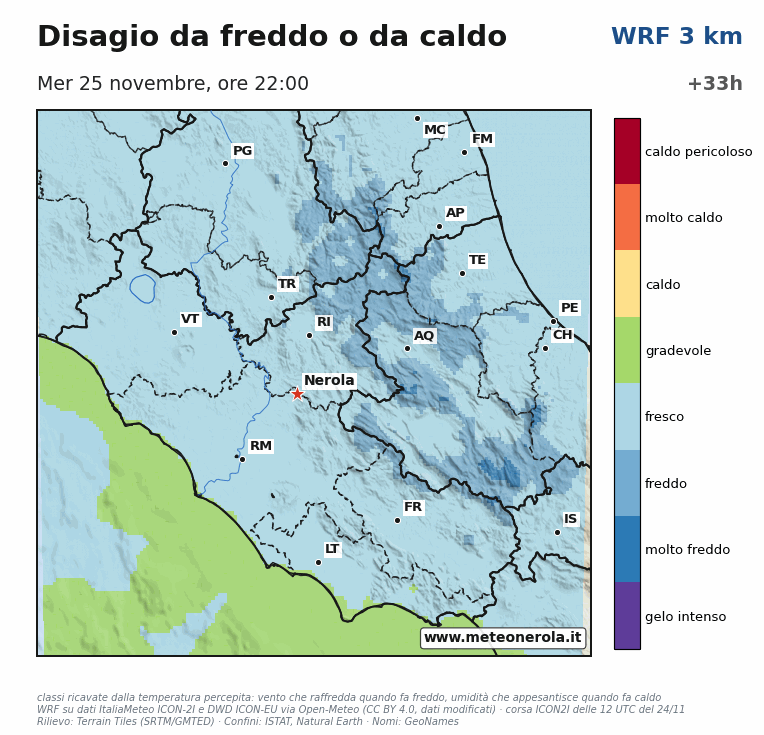 Disagio da freddo o da caldo
WRF 3 km
Mer 25 novembre, ore 22:00
+33h
MC
FM
PG
AP
TE
TR
PE
VT
RI
AQ
CH
Nerola
RM
FR
IS
LT
www.meteonerola.it
caldo pericoloso
molto caldo
caldo
gradevole
fresco
freddo
molto freddo
gelo intenso
classi ricavate dalla temperatura percepita: vento che raffredda quando fa freddo, umidità che appesantisce quando fa caldo
WRF su dati ItaliaMeteo ICON-2I e DWD ICON-EU via Open-Meteo (CC BY 4.0, dati modificati) · corsa ICON2I delle 12 UTC del 24/11
Rilievo: Terrain Tiles (SRTM/GMTED) · Confini: ISTAT, Natural Earth · Nomi: GeoNames